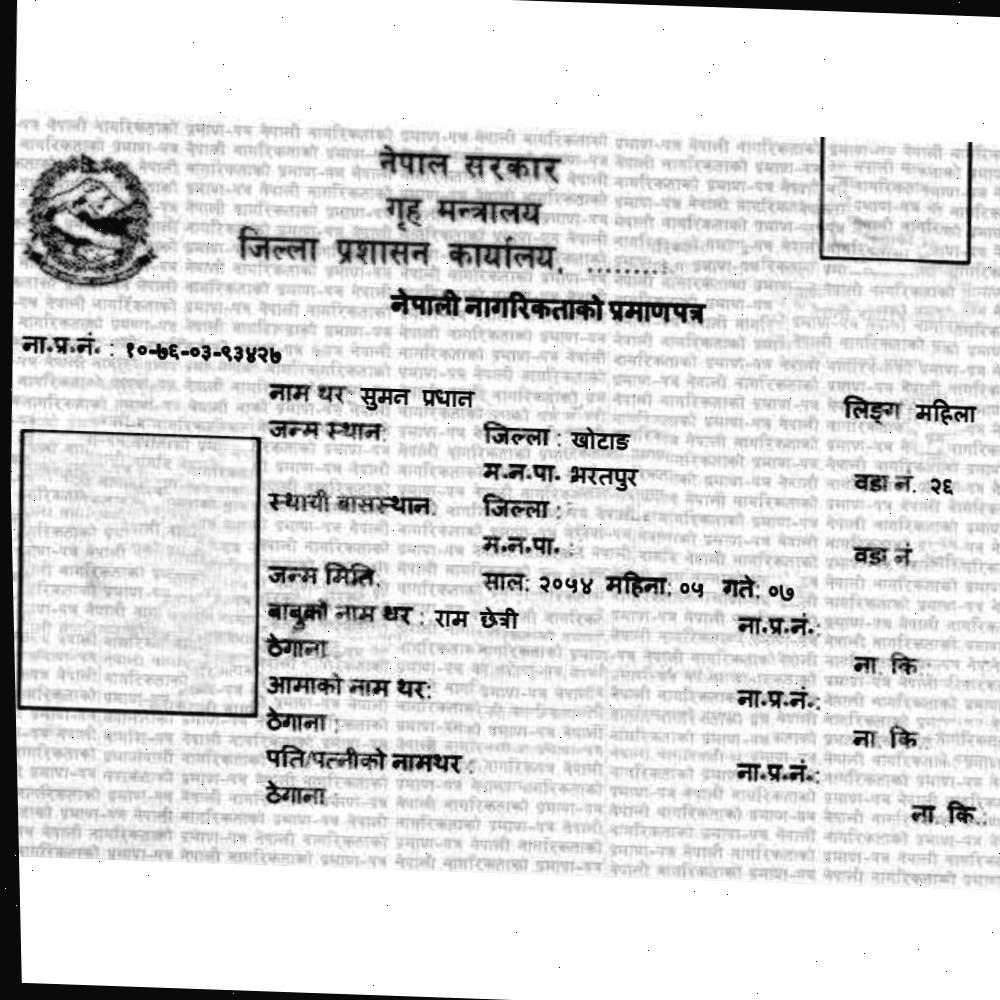 नेपाल सरकार
गृह मन्त्रालय
जिल्ला प्रशासन कार्यालय, .........
नेपाली नागरिकताको प्रमाणपत्र
ना.प्र.नं. : १०-७६-०३-९३४२७
नाम थर: सुमन प्रधान लिङ्ग महिला
जन्म स्थान: जिल्ला : खोटाङ
म.न.पा. भरतपुर वडा नं. २६
स्थायी बासस्थान: जिल्ला :
म.न.पा. : वडा नं.
जन्म मिति: साल: २०५४ महिना: ०५ गते: ०७
बाबुको नाम थर : राम छेत्री ना.प्र.नं.:
ठेगाना : ना. कि.:
आमाको नाम थर: ना.प्र.नं.:
ठेगाना : ना. कि.:
पति/पत्नीको नामथर : ना.प्र.नं.:
ठेगाना : ना. कि.: